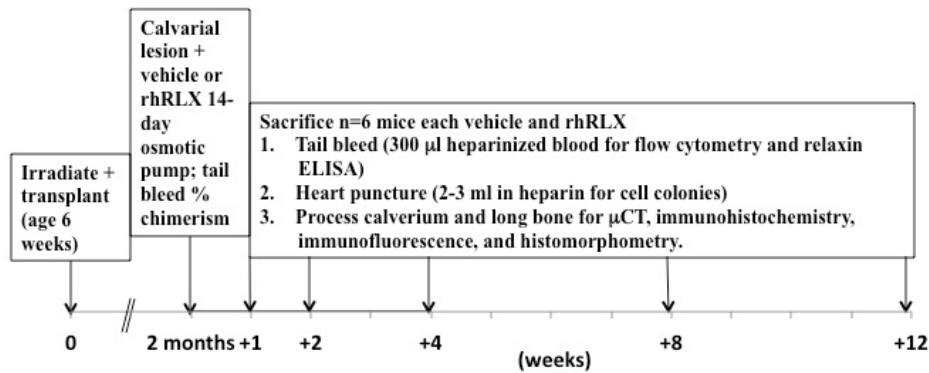 Calvarial
lesion +
vehicle or
rhRLX 14-
day
osmotic
pump; tail
bleed %
chimerism
Sacrifice n=6 mice each vehicle and rhRLX
1. Tail bleed (300 µl heparinized blood for flow cytometry and relaxin
ELISA)
2. Heart puncture (2-3 ml in heparin for cell colonies)
3. Process calverium and long bone for µCT, immunohistochemistry,
immunofluorescence, and histomorphometry.
Irradiate +
transplant
(age 6
weeks)
0 2 months +1 +2 +4 +8 +12
(weeks)